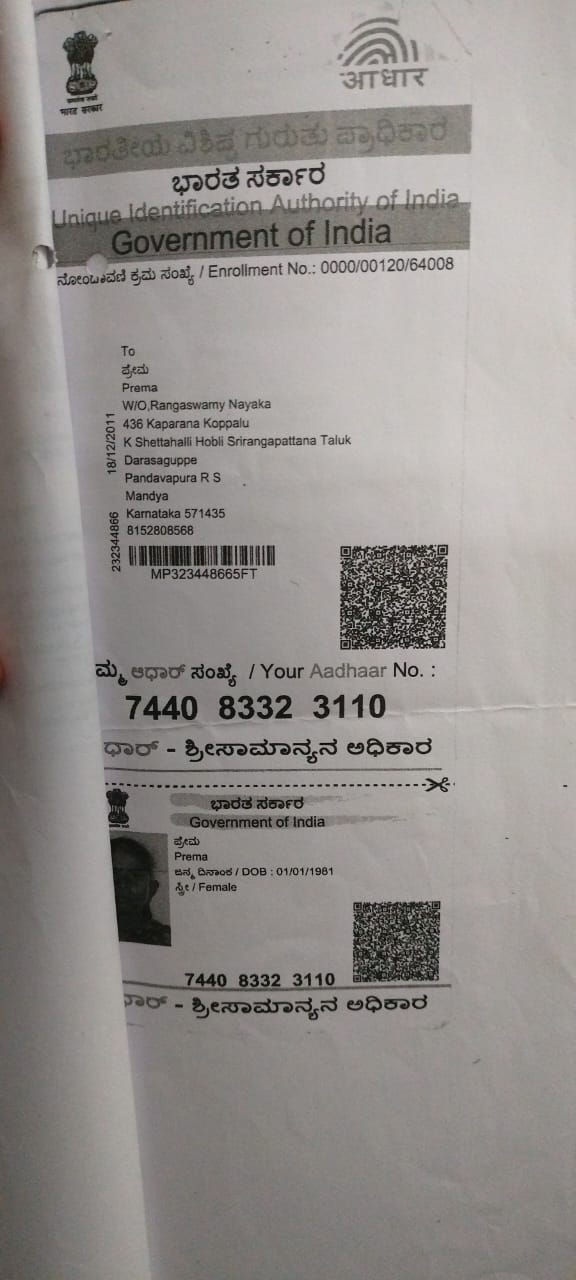 भारत सरकार
आधार
ಭಾರತೀಯ ವಿಶಿಷ್ಟ ಗುರುತು ಪ್ರಾಧಿಕಾರ
ಭಾರತ ಸರ್ಕಾರ
Unique Identification Authority of India
Government of India
ನೋಂದಾವಣಿ ಕ್ರಮ ಸಂಖ್ಯೆ / Enrollment No.: 0000/00120/64008
To
ಪ್ರೇಮ
Prema
W/O,Rangaswamy Nayaka
436 Kaparana Koppalu
K Shettahalli Hobli Srirangapattana Taluk
Darasaguppe
Pandavapura R S
Mandya
Karnataka 571435
8152808568
18/12/2011
232344866
MP323448665FT
ಮ್ಮ ಆಧಾರ್ ಸಂಖ್ಯೆ / Your Aadhaar No. :
7440 8332 3110
ಧಾರ್ - ಶ್ರೀಸಾಮಾನ್ಯನ ಅಧಿಕಾರ
ಭಾರತ ಸರ್ಕಾರ
Government of India
ಪ್ರೇಮ
Prema
ಜನ್ಮ ದಿನಾಂಕ / DOB : 01/01/1981
ಸ್ತ್ರೀ / Female
7440 8332 3110
ಧಾರ್ - ಶ್ರೀಸಾಮಾನ್ಯನ ಅಧಿಕಾರ